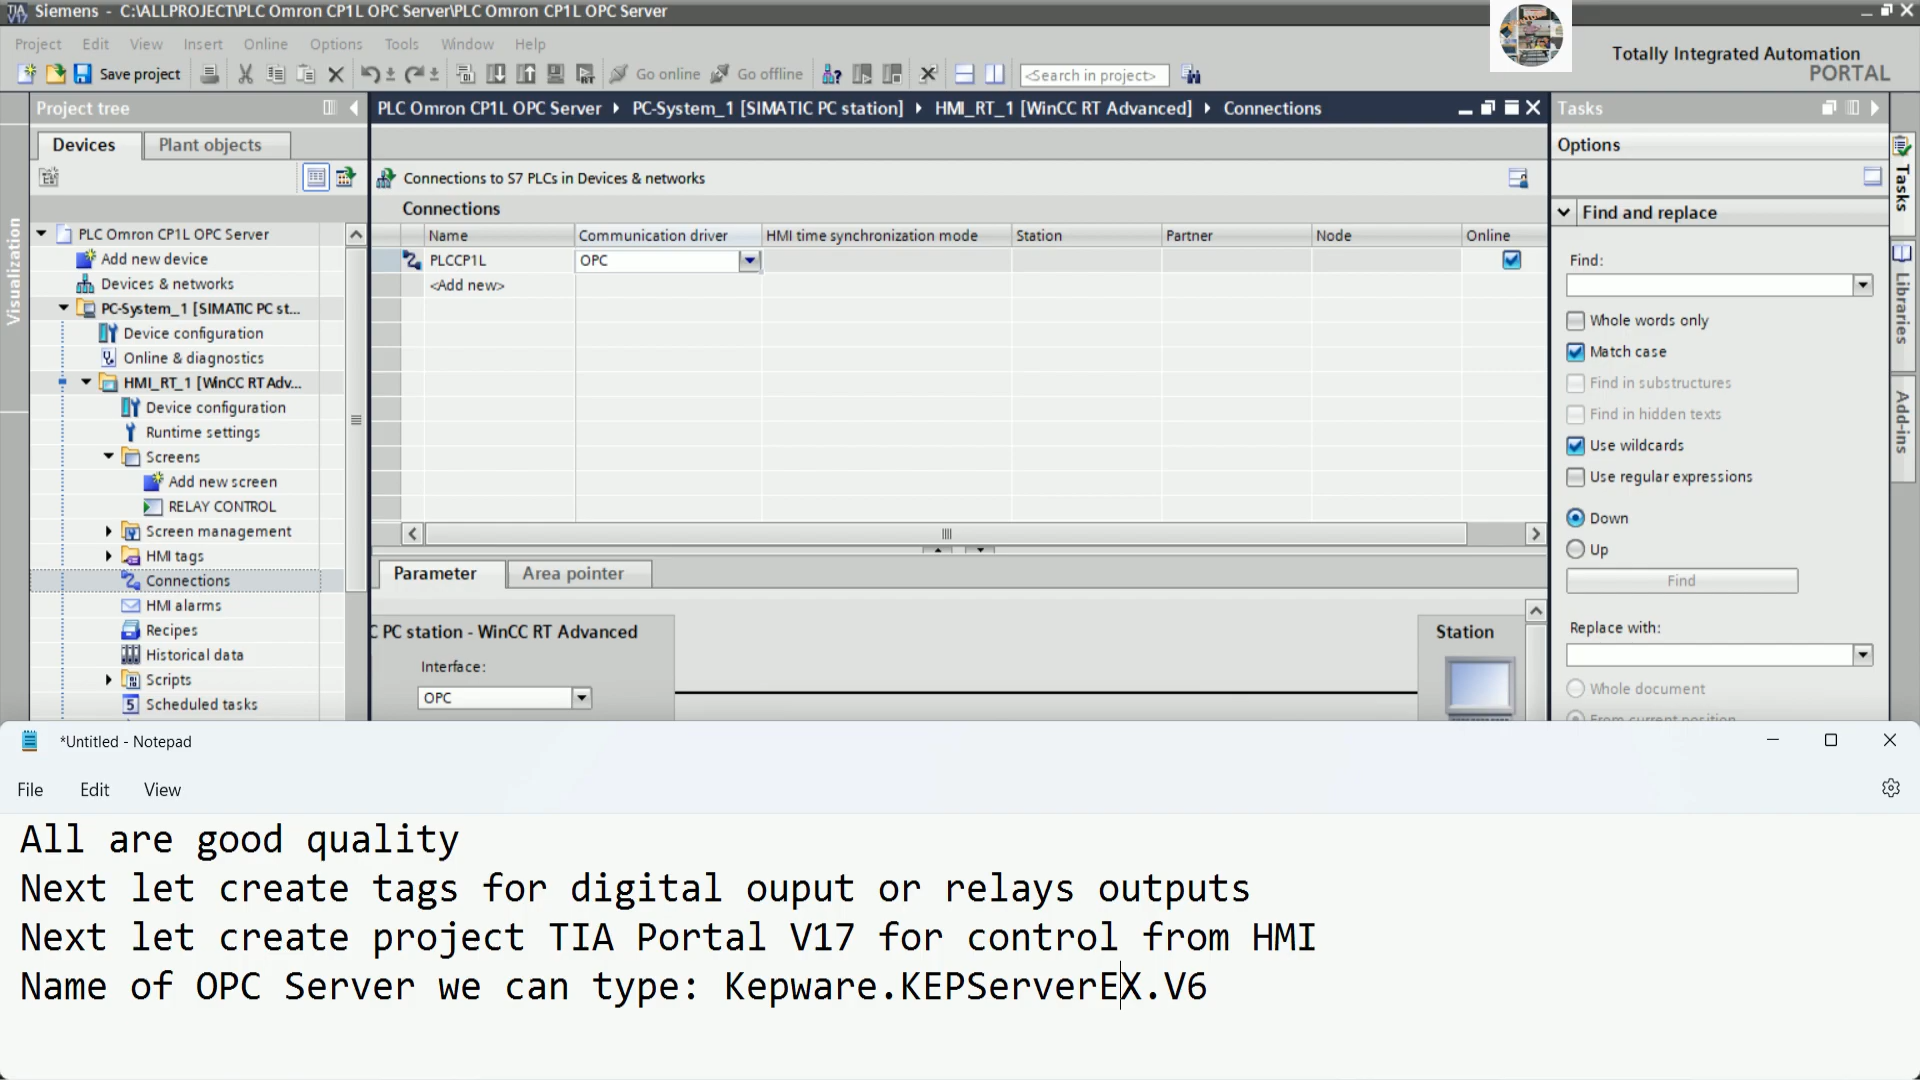 Siemens - C:\ALLPROJECT\PLC Omron CP1L OPC Server\PLC Omron CP1L OPC Server
Project Edit View Insert Online Options Tools Window Help
Totally Integrated Automation
PORTAL
Save project
Go online
Go offline
<Search in project>
Project tree
PLC Omron CP1L OPC Server
PC-System_1 [SIMATIC PC station]
HMI_RT_1 [WinCC RT Advanced]
Connections
Tasks
Devices
Plant objects
Options
Visualization
Connections to S7 PLCs in Devices & networks
Connections
Name
Communication driver
HMI time synchronization mode
Station
Partner
Node
Online
PLCCP1L
OPC
<Add new>
PLC Omron CP1L OPC Server
Add new device
Devices & networks
PC-System_1 [SIMATIC PC st...
Device configuration
Online & diagnostics
HMI_RT_1 [WinCC RT Adv...
Device configuration
Runtime settings
Screens
Add new screen
RELAY CONTROL
Screen management
HMI tags
Connections
HMI alarms
Recipes
Historical data
Scripts
Scheduled tasks
Parameter
Area pointer
C PC station - WinCC RT Advanced
Interface:
OPC
Station
Find and replace
Find:
Whole words only
Match case
Find in substructures
Find in hidden texts
Use wildcards
Use regular expressions
Down
Up
Find
Replace with:
Whole document
From current position
Tasks
Libraries
Add-ins
*Untitled - Notepad
File Edit View
All are good quality
Next let create tags for digital ouput or relays outputs
Next let create project TIA Portal V17 for control from HMI
Name of OPC Server we can type: Kepware.KEPServerEX.V6